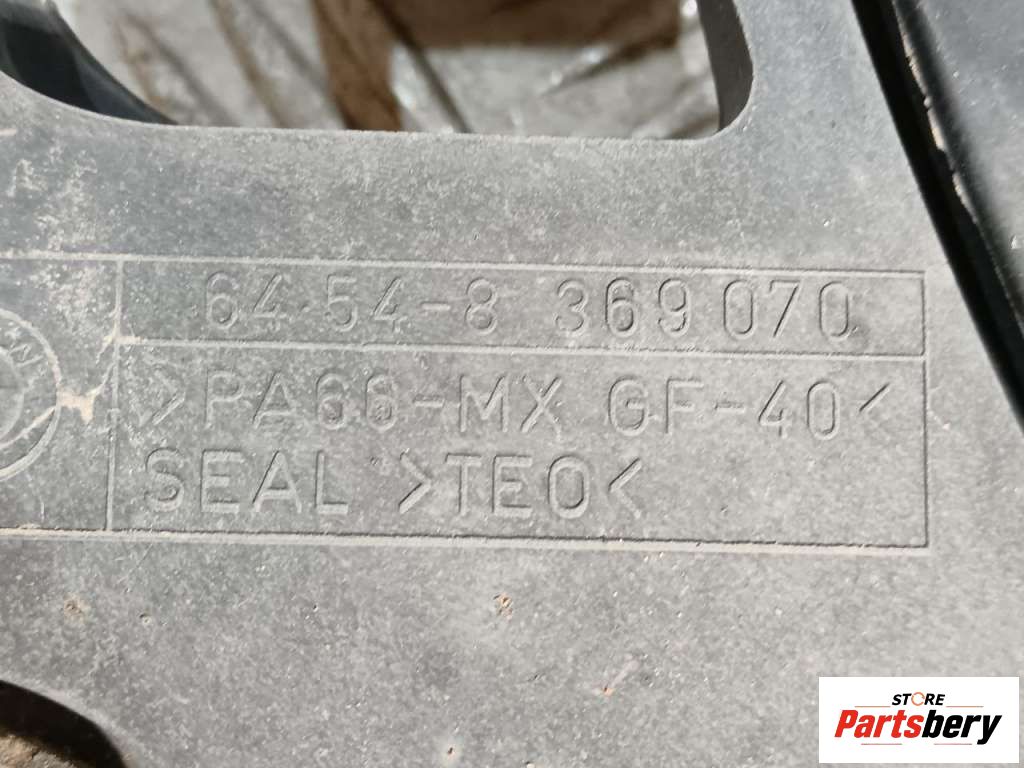 64.54-8 369 070
>PA66-MX GF-40<
SEAL >TEO<
STORE
Partsbery